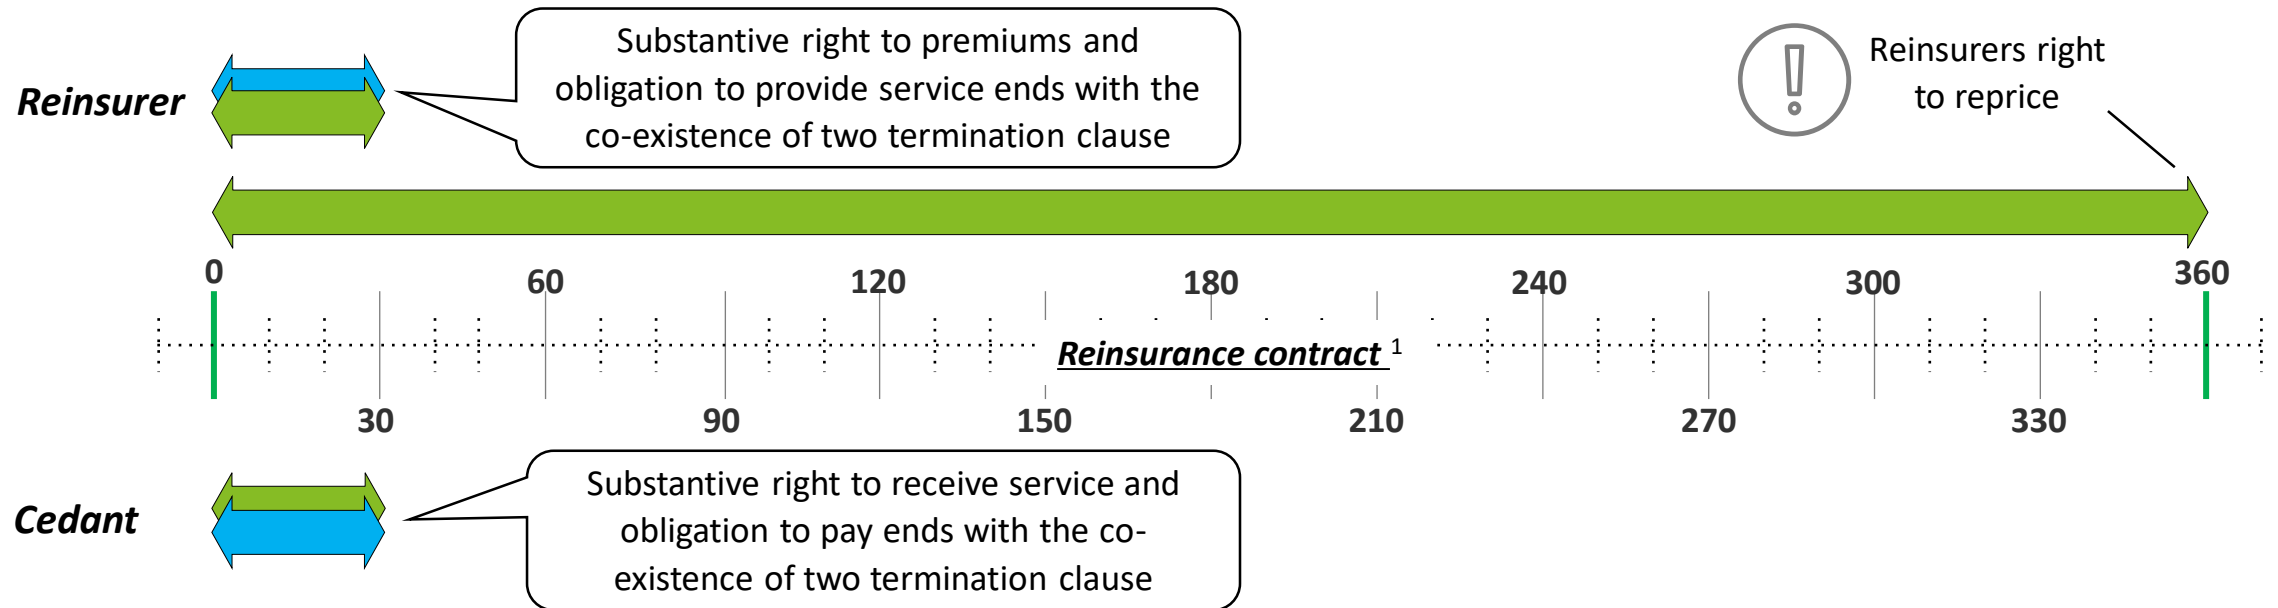 Reinsurer
Substantive right to premiums and
obligation to provide service ends with the
co-existence of two termination clause
Reinsurers right
to reprice
0
60
120
180
240
300
360
Reinsurance contract 1
30
90
150
210
270
330
Cedant
Substantive right to receive service and
obligation to pay ends with the co-
existence of two termination clause